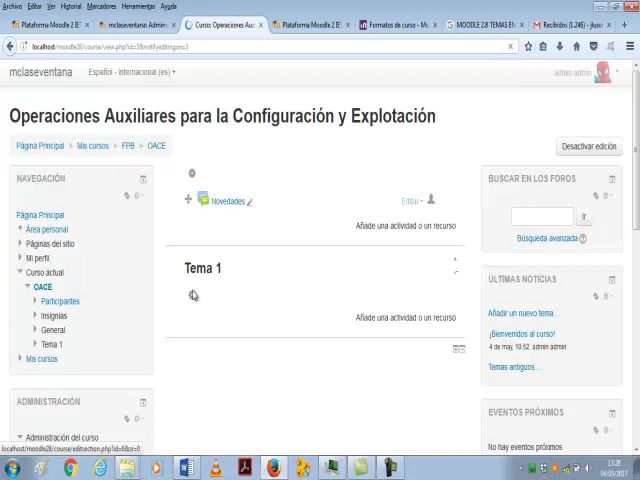 Archivo Editar Ver Historial Marcadores Herramientas Ayuda
Plataforma Moodle 2 E
mclaseventana: Admin
Curso: Operaciones Aux
Plataforma Moodle 2 E
Formatos de curso - Mo
MOODLE 2.8 TEMAS EN
Recibidos (1.246) - jluse
localhost/moodle28/course/view.php?id=3&notifyeditingon=1
Buscar
mclaseventana
Español - Internacional (es)
admin admin
Operaciones Auxiliares para la Configuración y Explotación
Página Principal
Mis cursos
FPB
OACE
Desactivar edición
NAVEGACIÓN
Página Principal
Área personal
Páginas del sitio
Mi perfil
Curso actual
OACE
Participantes
Insignias
General
Tema 1
Mis cursos
ADMINISTRACIÓN
Administración del curso
Novedades
Editar
Añade una actividad o un recurso
Tema 1
Añade una actividad o un recurso
BUSCAR EN LOS FOROS
Ir
Búsqueda avanzada
ÚLTIMAS NOTICIAS
Añadir un nuevo tema...
¡Bienvenidos al curso!
4 de may, 10:52 admin admin
Temas antiguos ...
EVENTOS PRÓXIMOS
No hay eventos próximos
localhost/moodle28/course/editsection.php?id=6&sr=0
13:28
04/05/2017